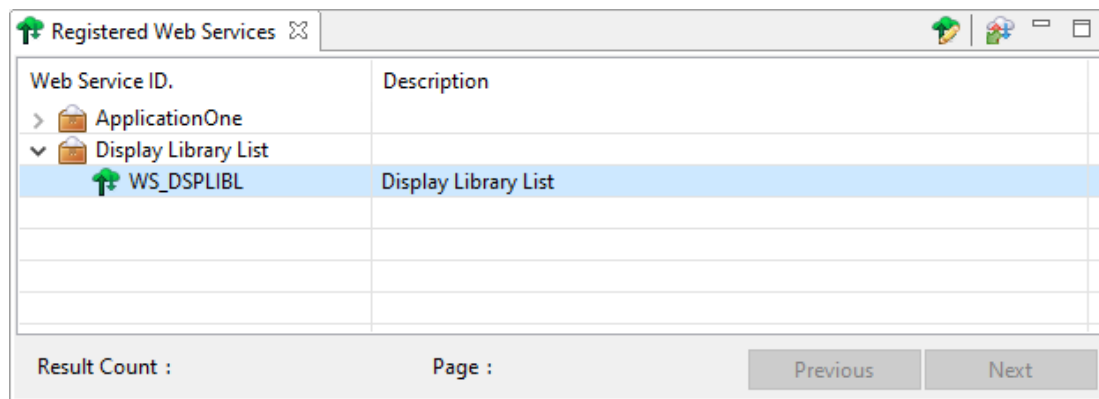 Registered Web Services
Web Service ID. Description
ApplicationOne
Display Library List
WS_DSPLIBL Display Library List
Result Count : Page : Previous Next